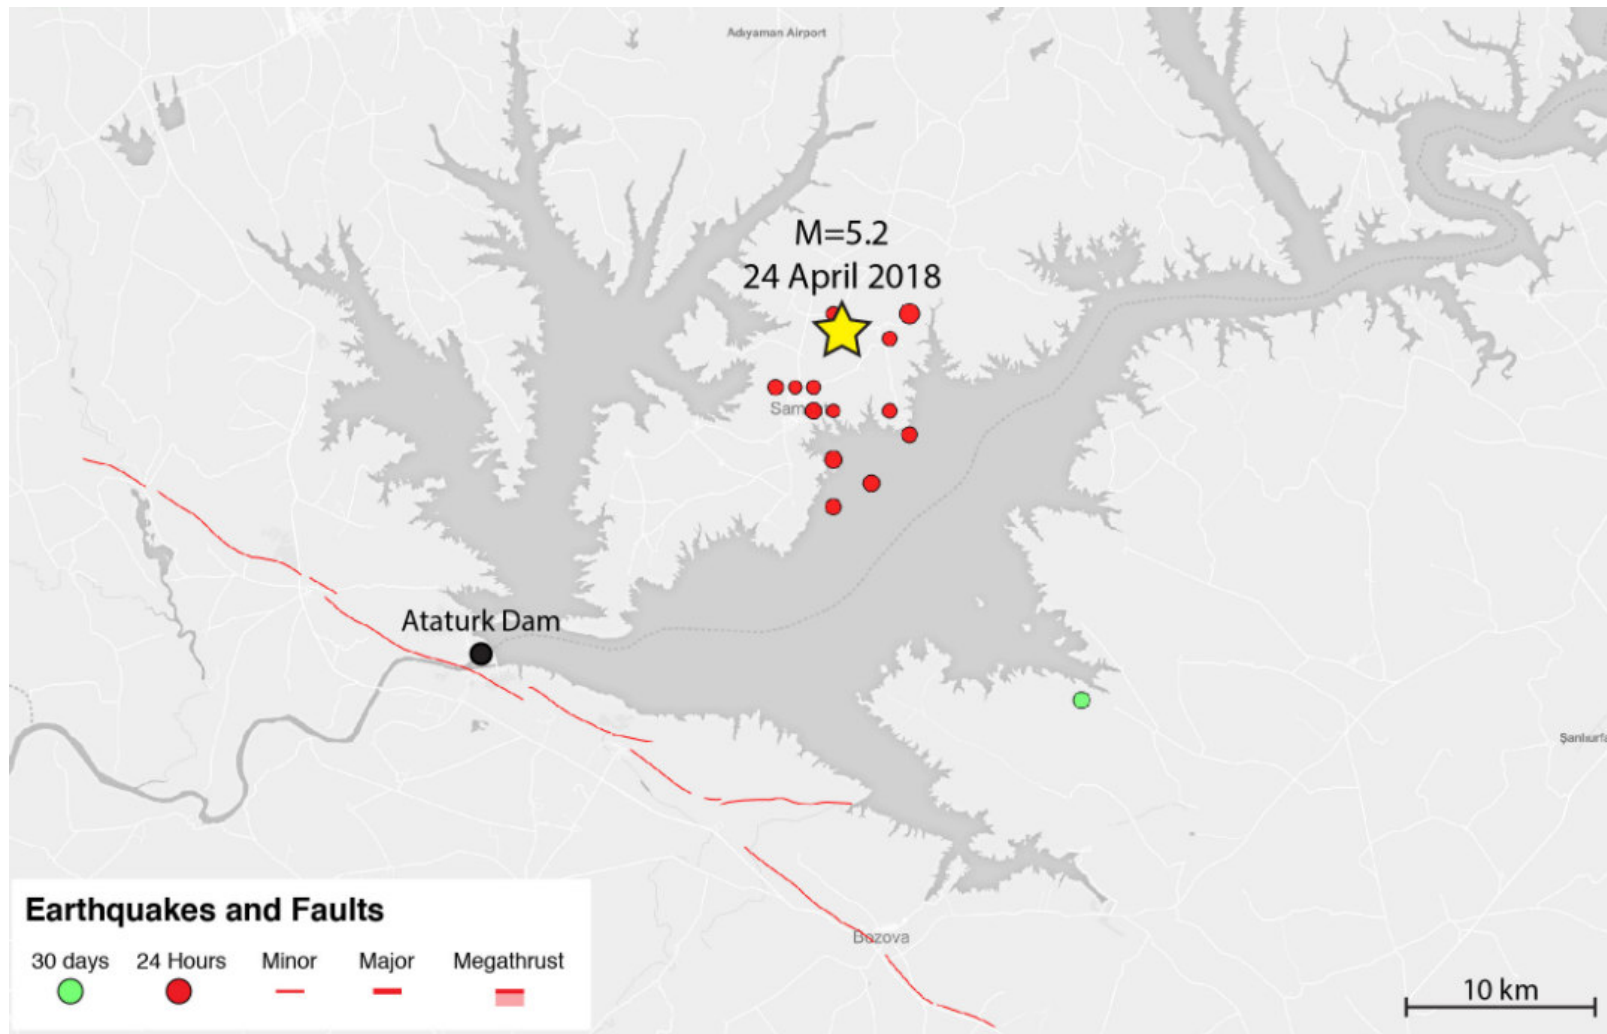 Adıyaman Airport
M=5.2
24 April 2018
Sam
Ataturk Dam
Şanlıurfa
Bozova
Earthquakes and Faults
30 days 24 Hours Minor Major Megathrust
10 km